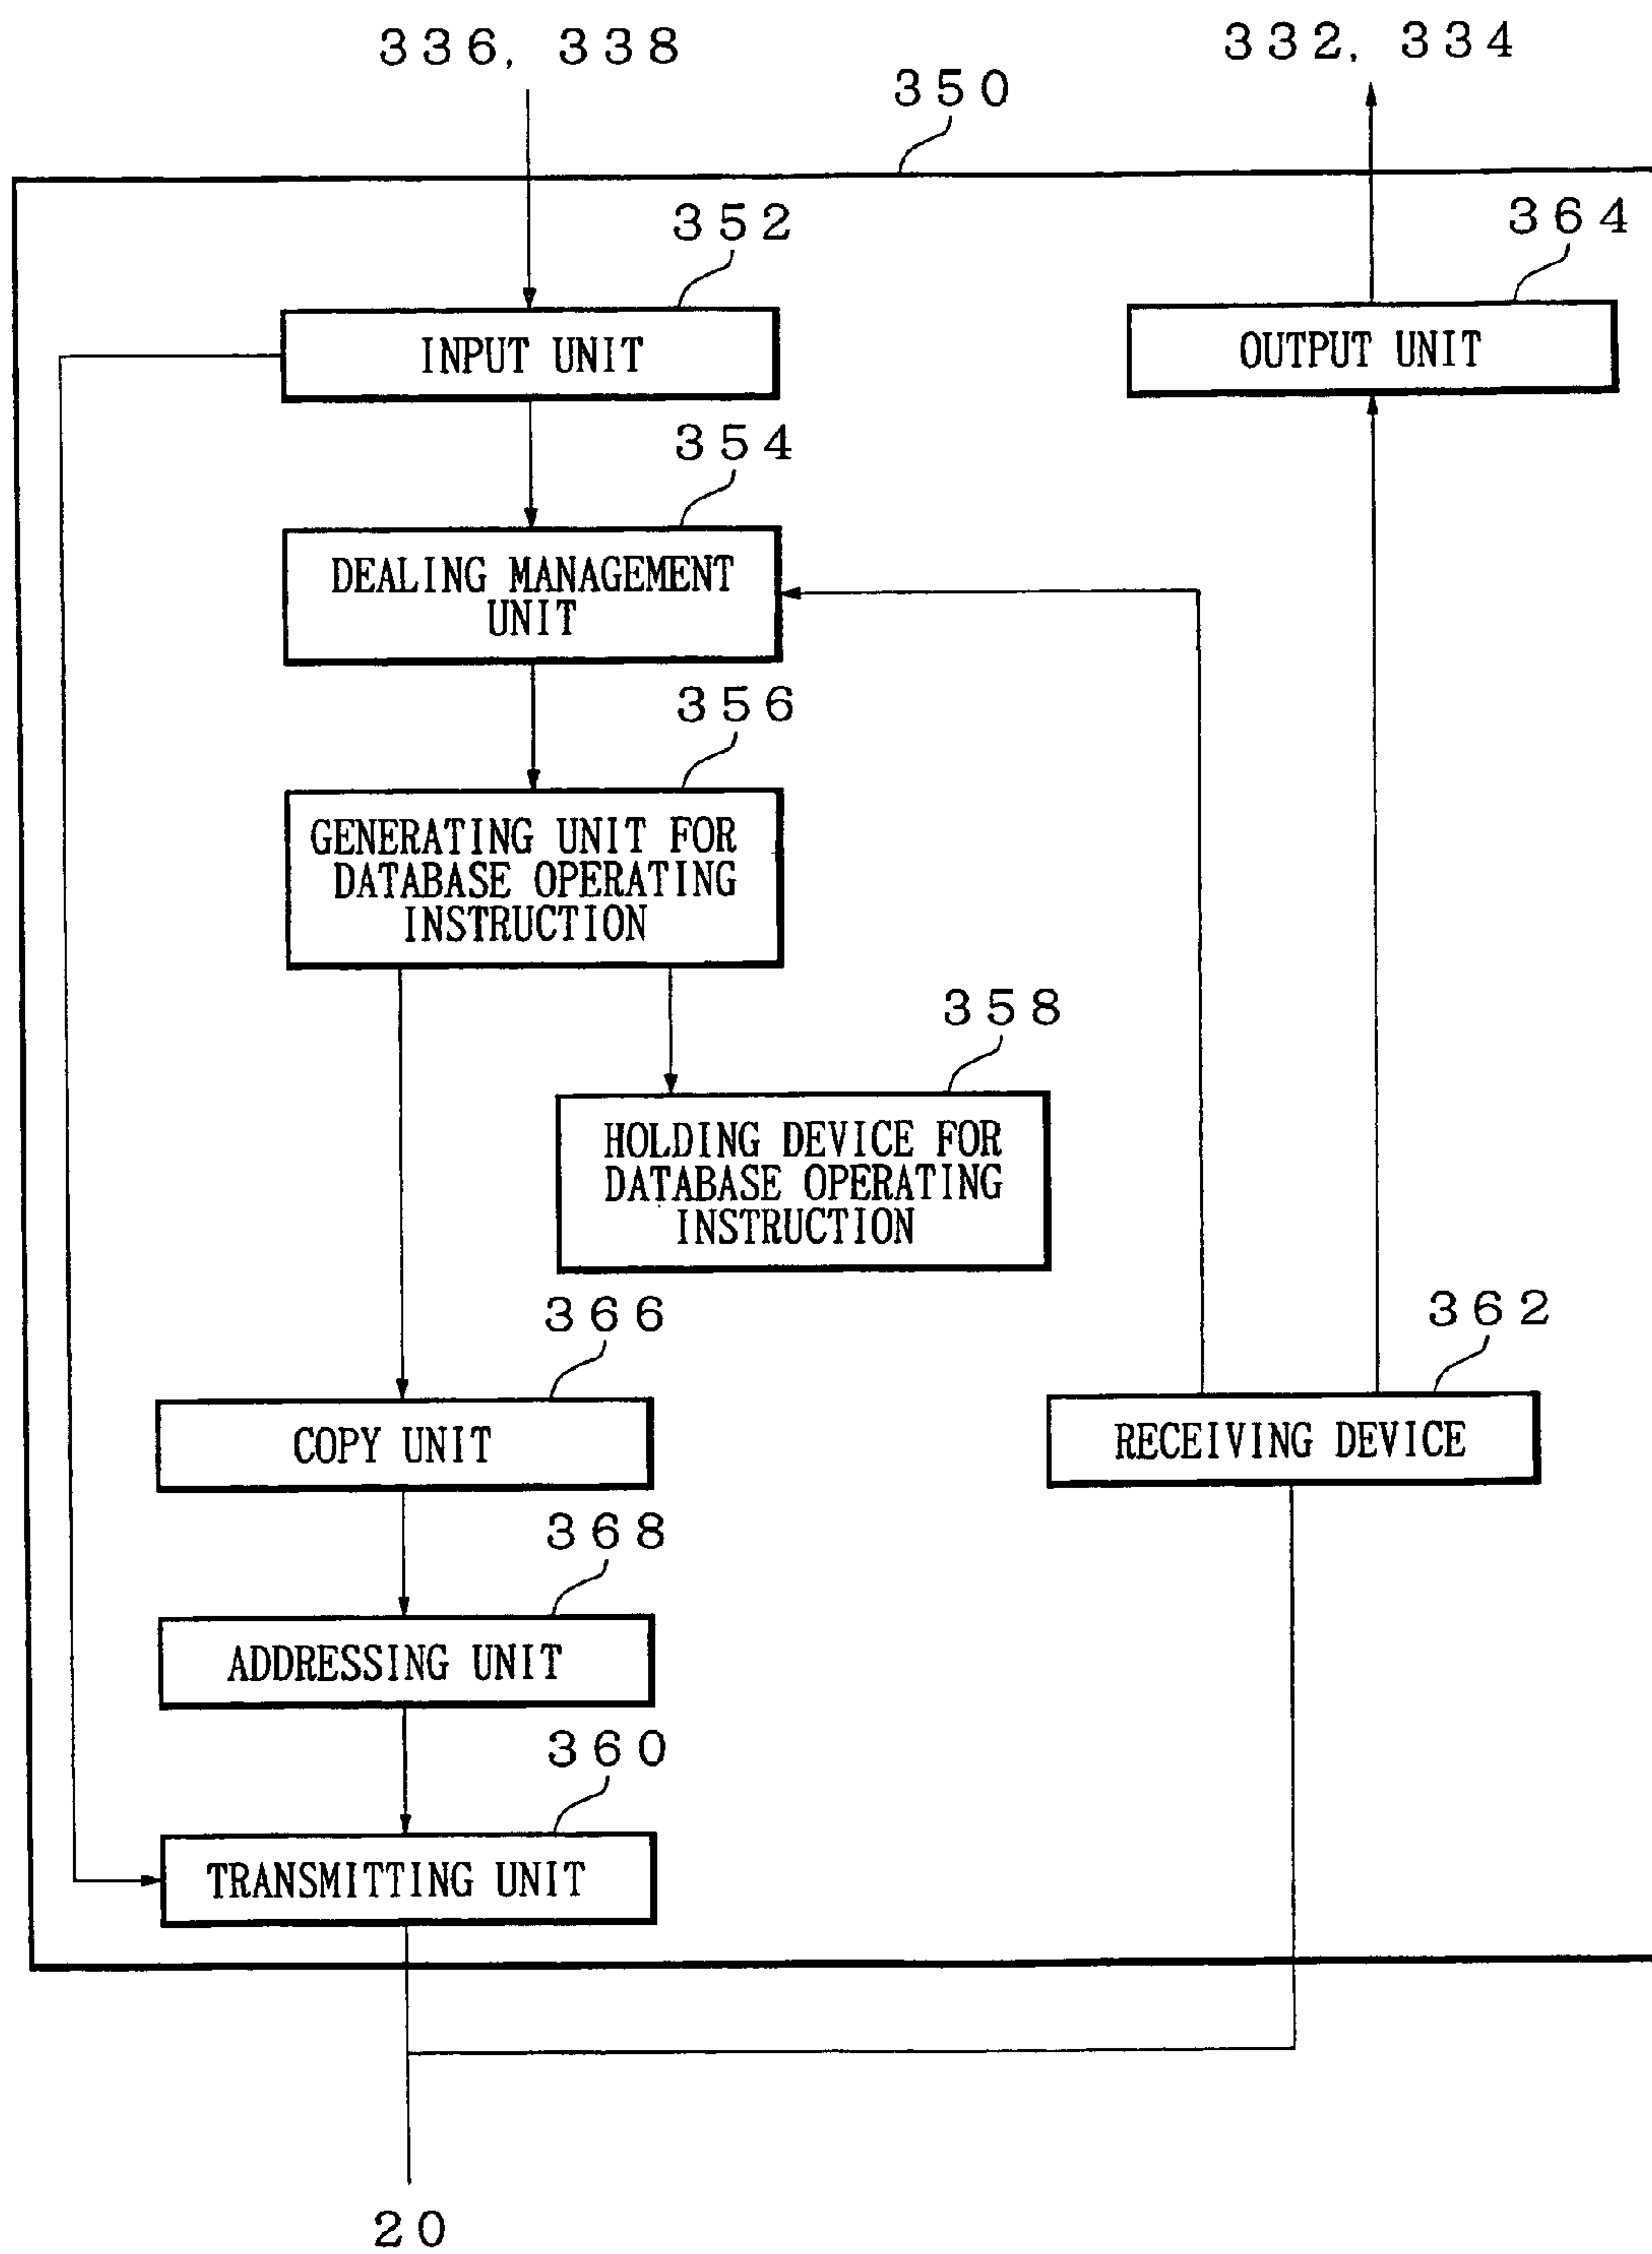 336, 338
332, 334
350
352
364
INPUT UNIT
OUTPUT UNIT
354
DEALING MANAGEMENT
UNIT
356
GENERATING UNIT FOR
DATABASE OPERATING
INSTRUCTION
358
HOLDING DEVICE FOR
DATABASE OPERATING
INSTRUCTION
366
362
COPY UNIT
RECEIVING DEVICE
368
ADDRESSING UNIT
360
TRANSMITTING UNIT
20